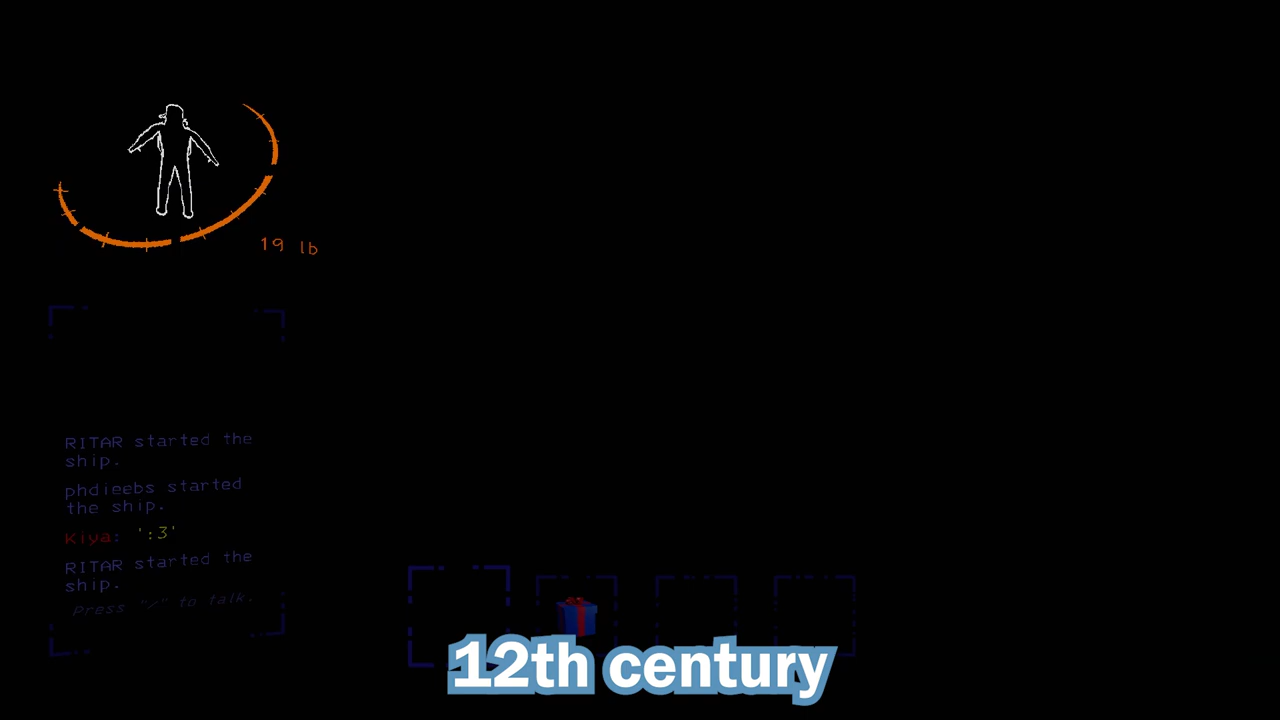 19 lb
RITAR started the
ship.
phdieebs started
the ship.
Kiya: ':3'
RITAR started the
ship.
Press "/" to talk.
12th century